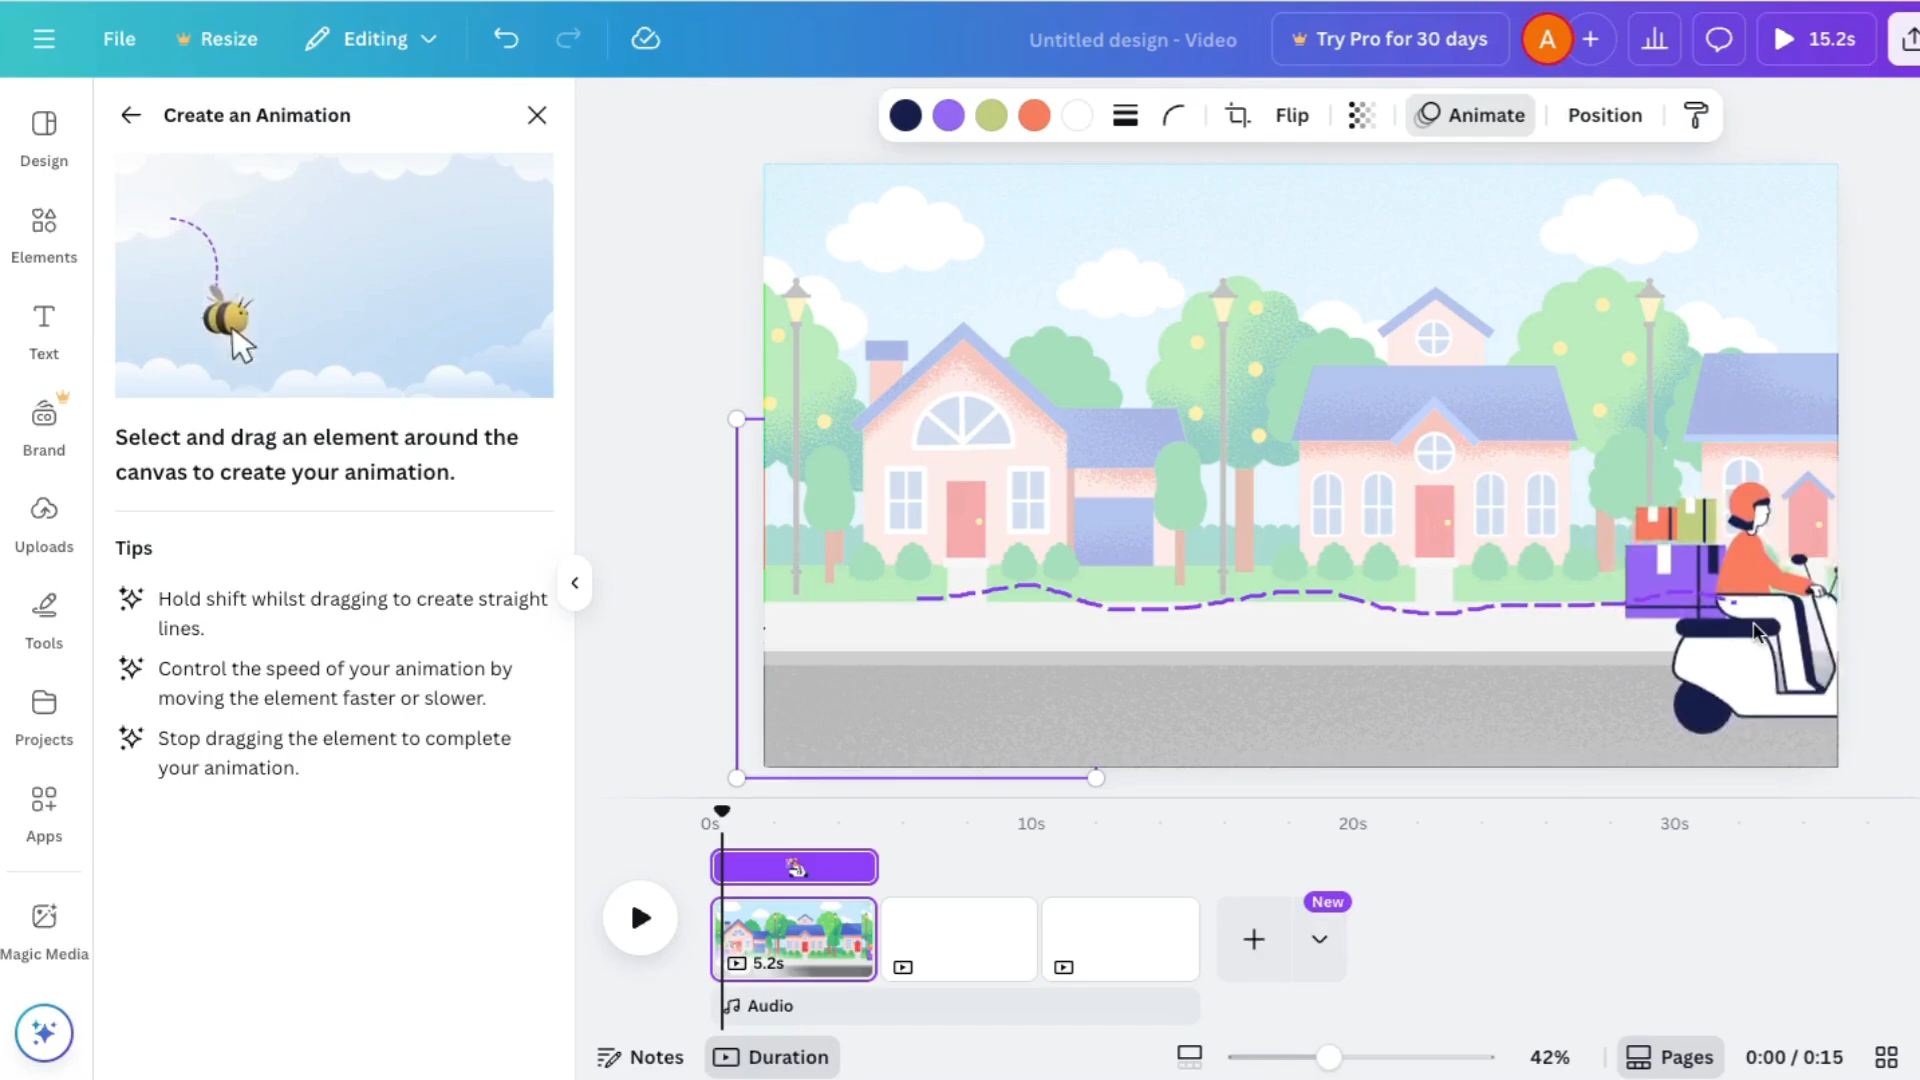 File
Resize
Editing
Untitled design - Video
Try Pro for 30 days
A
15.2s
Design
Elements
Text
Brand
Uploads
Tools
Projects
Apps
Magic Media
Create an Animation
Select and drag an element around the
canvas to create your animation.
Tips
Hold shift whilst dragging to create straight
lines.
Control the speed of your animation by
moving the element faster or slower.
Stop dragging the element to complete
your animation.
Flip
Animate
Position
0s
10s
20s
30s
5.2s
New
Audio
Notes
Duration
42%
Pages
0:00 / 0:15